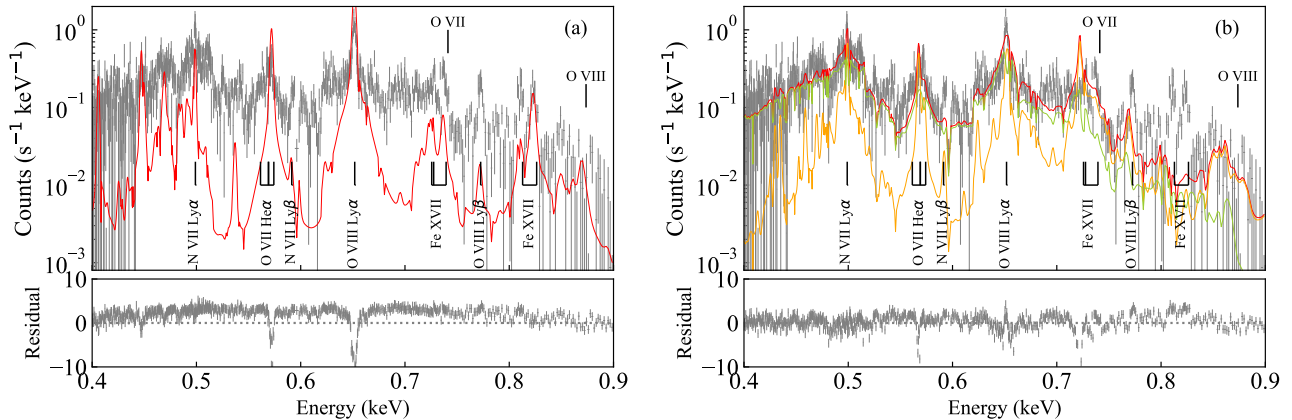 (a)
O VII
O VIII
Counts (s⁻¹ keV⁻¹)
10⁰
10⁻¹
10⁻²
10⁻³
N VII Lyα
O VII Heα
N VII Lyβ
O VIII Lyα
Fe XVII
O VIII Lyβ
Fe XVII
Residual
10
0
−10
0.4 0.5 0.6 0.7 0.8 0.9
Energy (keV)
(b)
O VII
O VIII
Counts (s⁻¹ keV⁻¹)
10⁰
10⁻¹
10⁻²
10⁻³
N VII Lyα
O VII Heα
N VII Lyβ
O VIII Lyα
Fe XVII
O VIII Lyβ
Fe XVII
Residual
10
0
−10
0.4 0.5 0.6 0.7 0.8 0.9
Energy (keV)